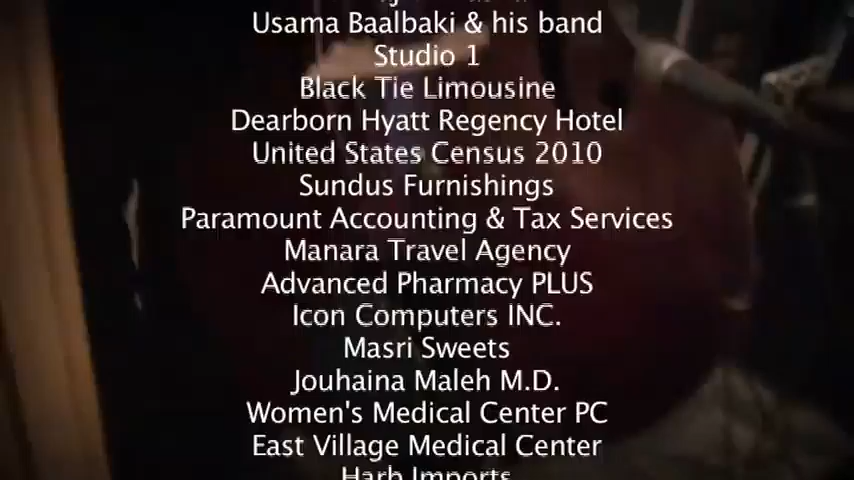 Usama Baalbaki & his band
Studio 1
Black Tie Limousine
Dearborn Hyatt Regency Hotel
United States Census 2010
Sundus Furnishings
Paramount Accounting & Tax Services
Manara Travel Agency
Advanced Pharmacy PLUS
Icon Computers INC.
Masri Sweets
Jouhaina Maleh M.D.
Women's Medical Center PC
East Village Medical Center
Harb Imports